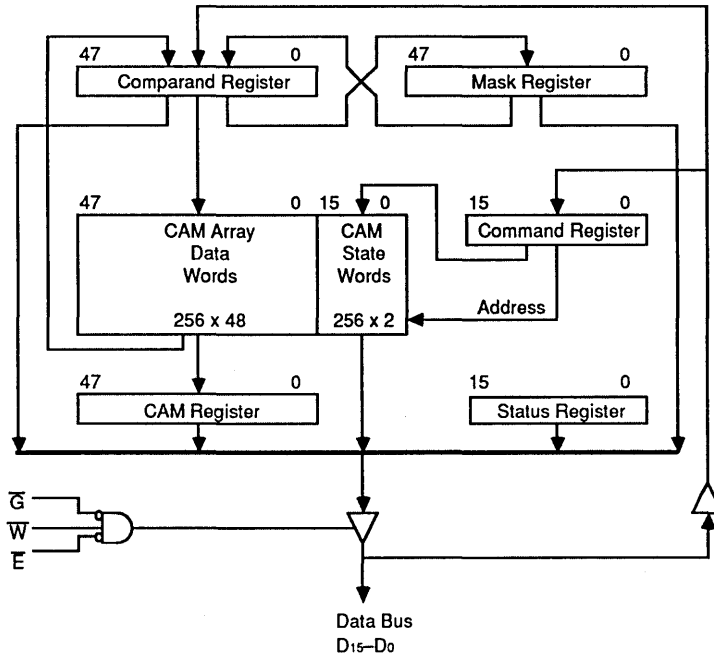 47 0 47 0
Comparand Register Mask Register
47 0 15 0 15 0
CAM Array CAM Command Register
Data State
Words Words
Address
256 x 48 256 x 2
47 0 15 0
CAM Register Status Register
G
W
E
Data Bus
D15–D0